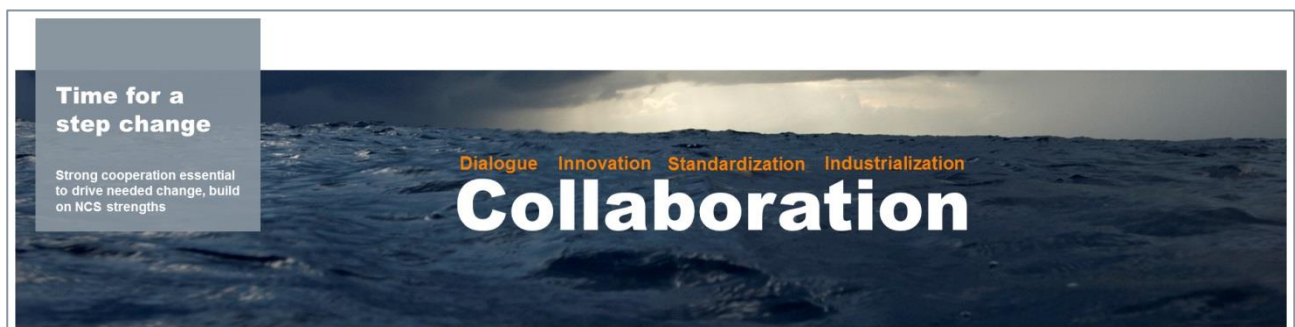 Time for a
step change
Strong cooperation essential
to drive needed change, build
on NCS strengths
Dialogue Innovation Standardization Industrialization
Collaboration